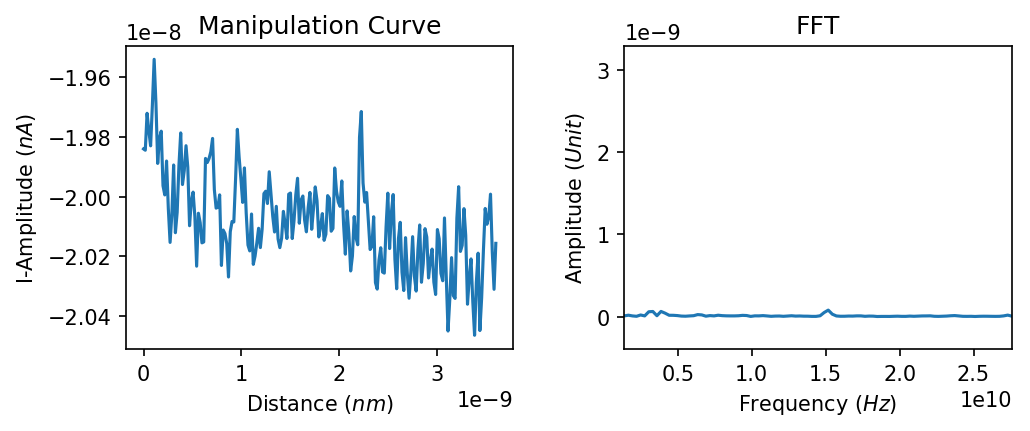 Manipulation Curve
1e−8
−1.96
−1.98
−2.00
−2.02
−2.04
I-Amplitude (nA)
0 1 2 3
1e−9
Distance (nm)
FFT
1e−9
3
2
1
0
Amplitude (Unit)
0.5 1.0 1.5 2.0 2.5
1e10
Frequency (Hz)